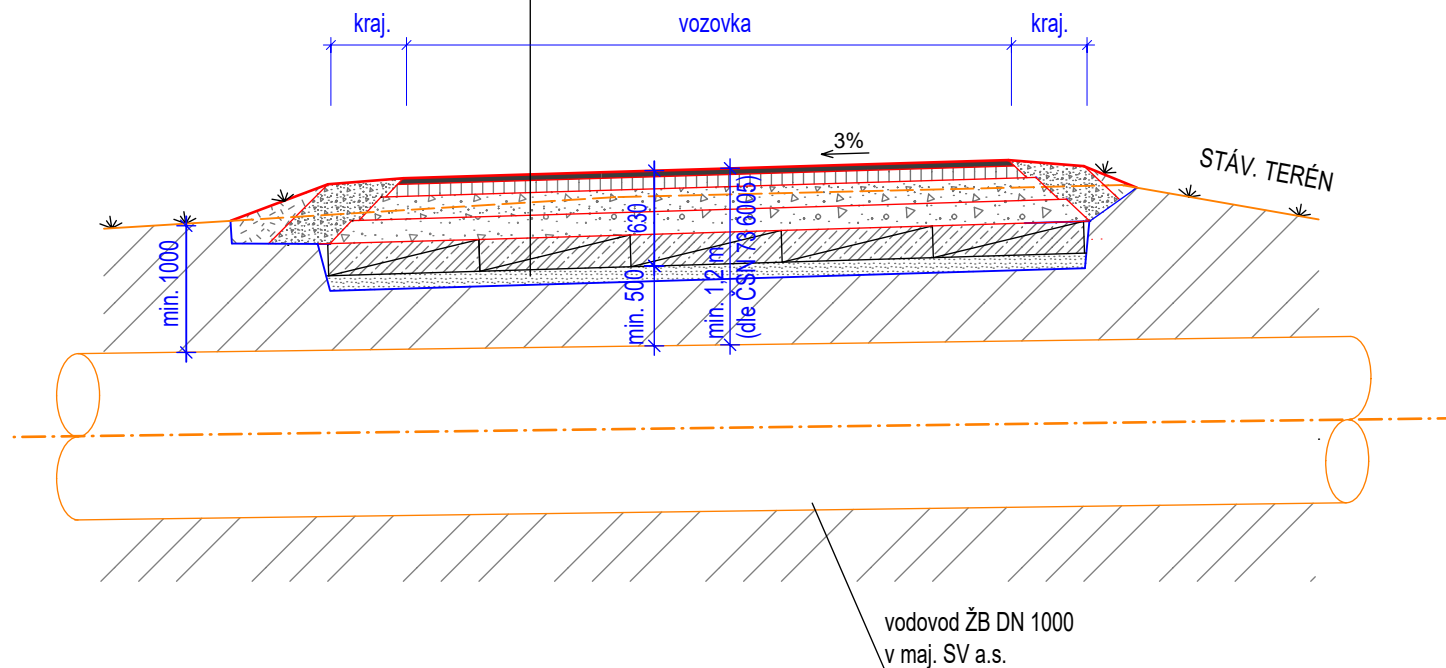 kraj.
vozovka
kraj.
3%
STÁV. TERÉN
min. 1000
630
min. 500
min. 1,2 m
(dle ČSN 73 6005)
vodovod ŽB DN 1000
v maj. SV a.s.